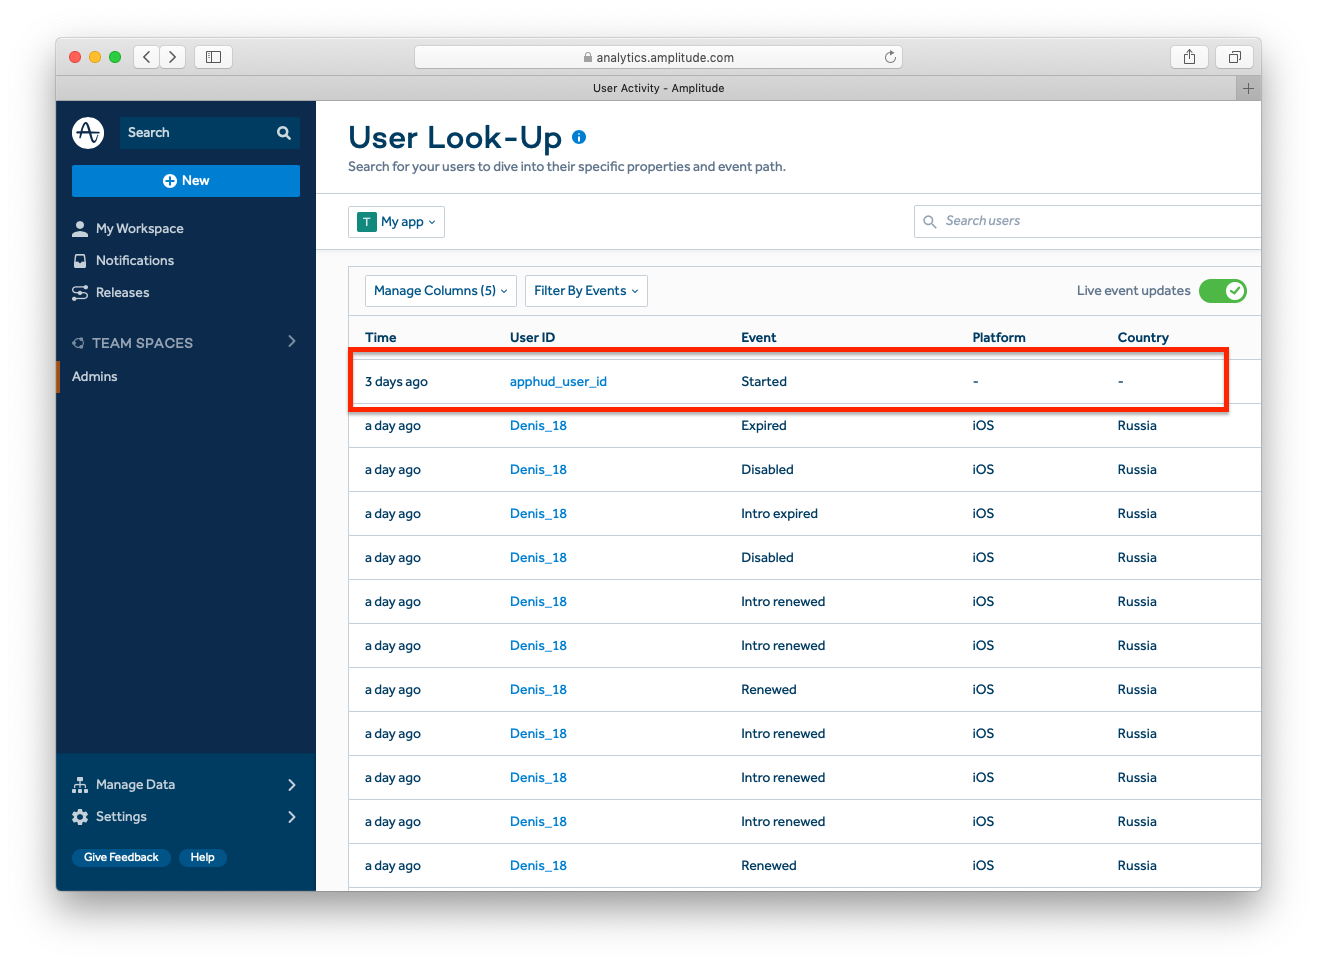 analytics.amplitude.com
User Activity - Amplitude
Search
New
My Workspace
Notifications
Releases
TEAM SPACES
Admins
Manage Data
Settings
Give Feedback Help
User Look-Up
Search for your users to dive into their specific properties and event path.
T My app
Search users
Manage Columns (5) Filter By Events Live event updates
Time User ID Event Platform Country
3 days ago apphud_user_id Started - -
a day ago Denis_18 Expired iOS Russia
a day ago Denis_18 Disabled iOS Russia
a day ago Denis_18 Intro expired iOS Russia
a day ago Denis_18 Disabled iOS Russia
a day ago Denis_18 Intro renewed iOS Russia
a day ago Denis_18 Intro renewed iOS Russia
a day ago Denis_18 Renewed iOS Russia
a day ago Denis_18 Intro renewed iOS Russia
a day ago Denis_18 Intro renewed iOS Russia
a day ago Denis_18 Intro renewed iOS Russia
a day ago Denis_18 Renewed iOS Russia